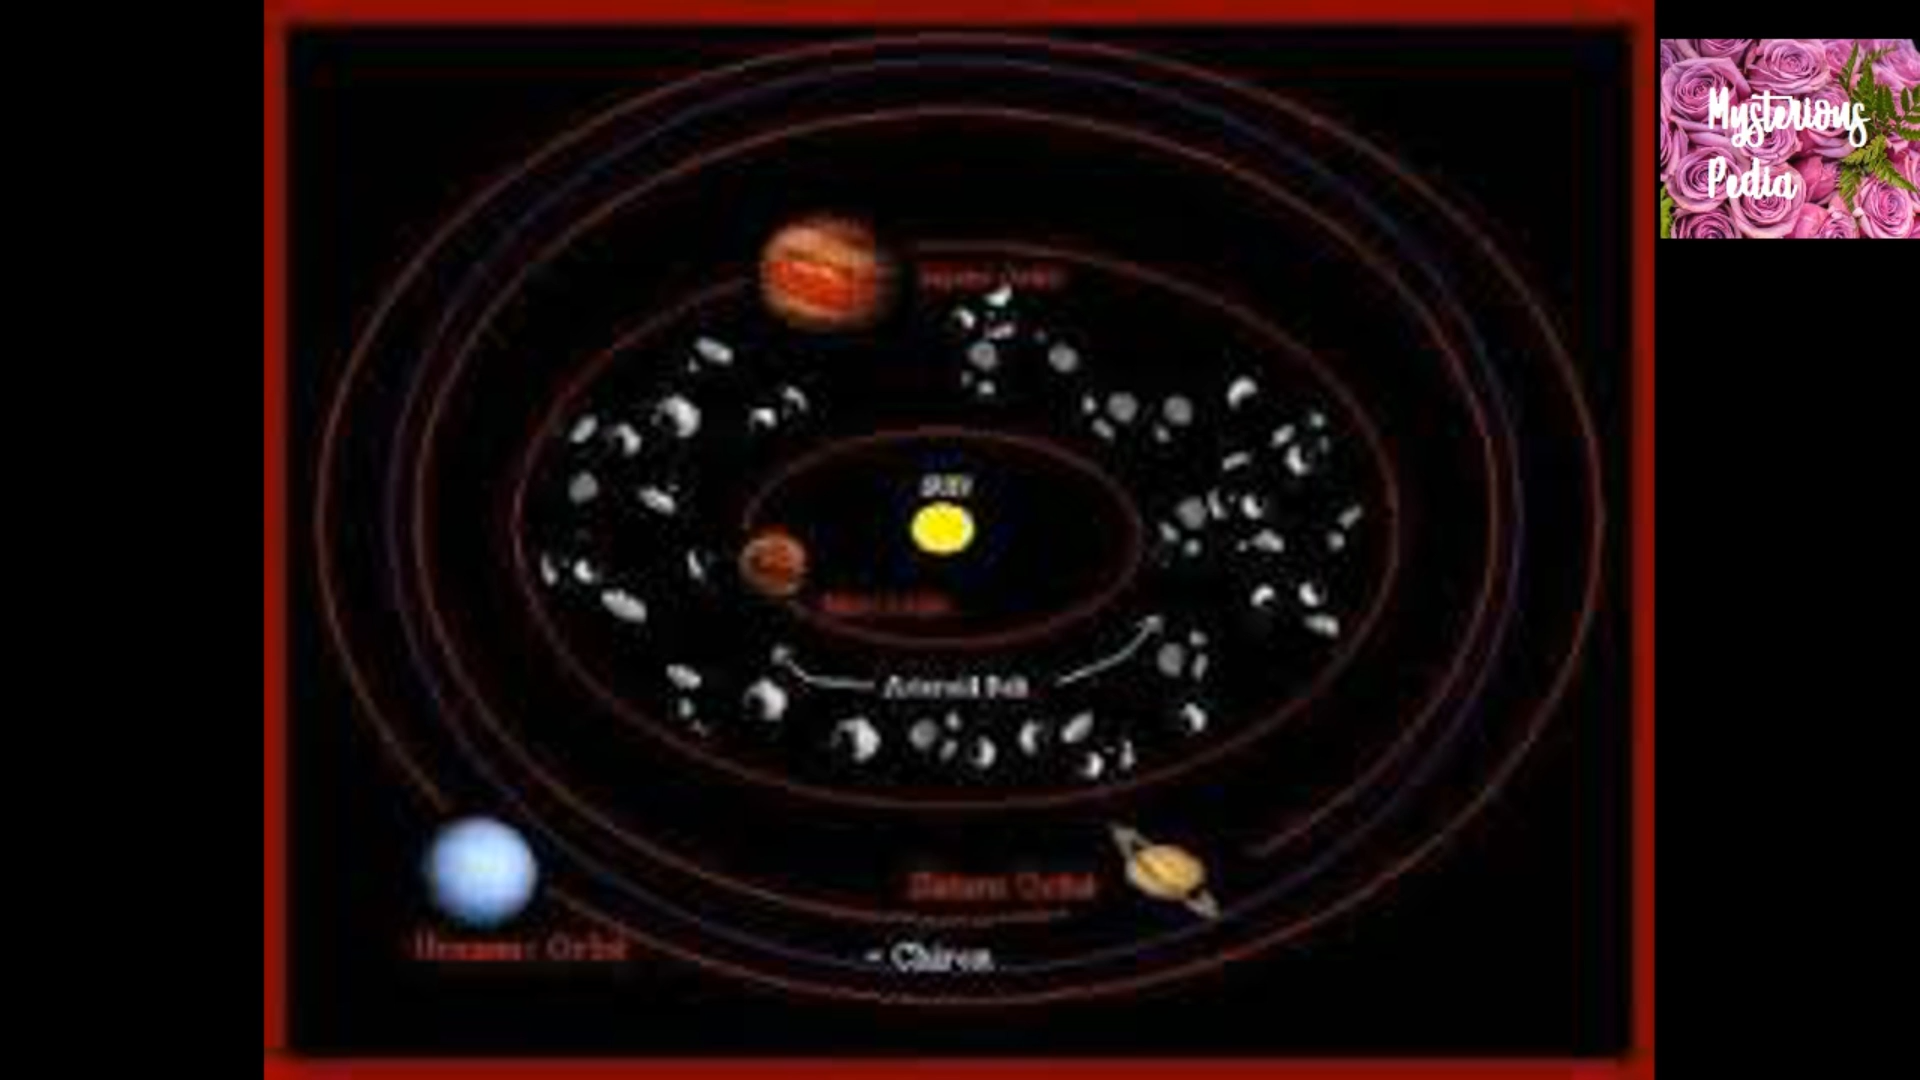 Mysterious
Pedia
SUN
Asteroid Belt
Saturn Orbit
Uranus Orbit
- Chiron